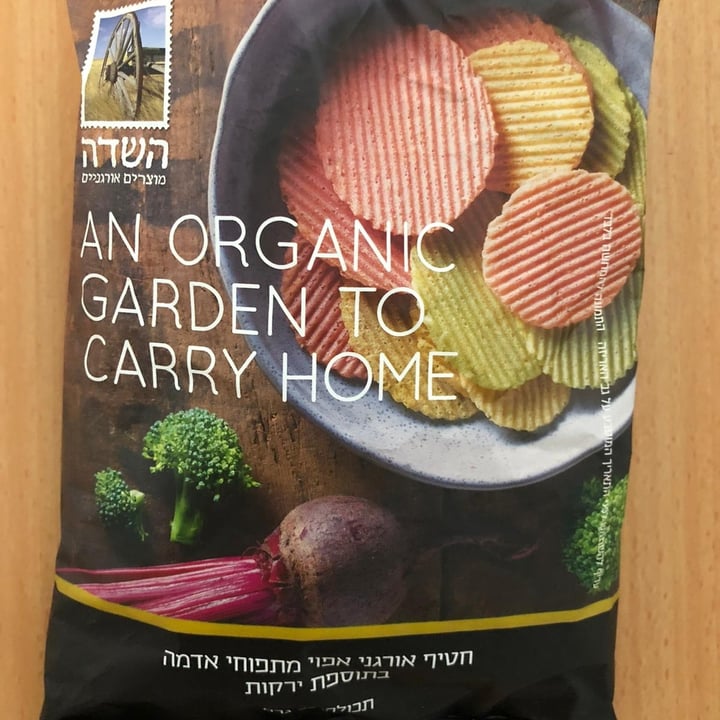 השדה
מוצרים אורגניים
AN ORGANIC
GARDEN TO
CARRY HOME
חטיף אורגני אפוי מתפוחי אדמה
בתוספת ירקות